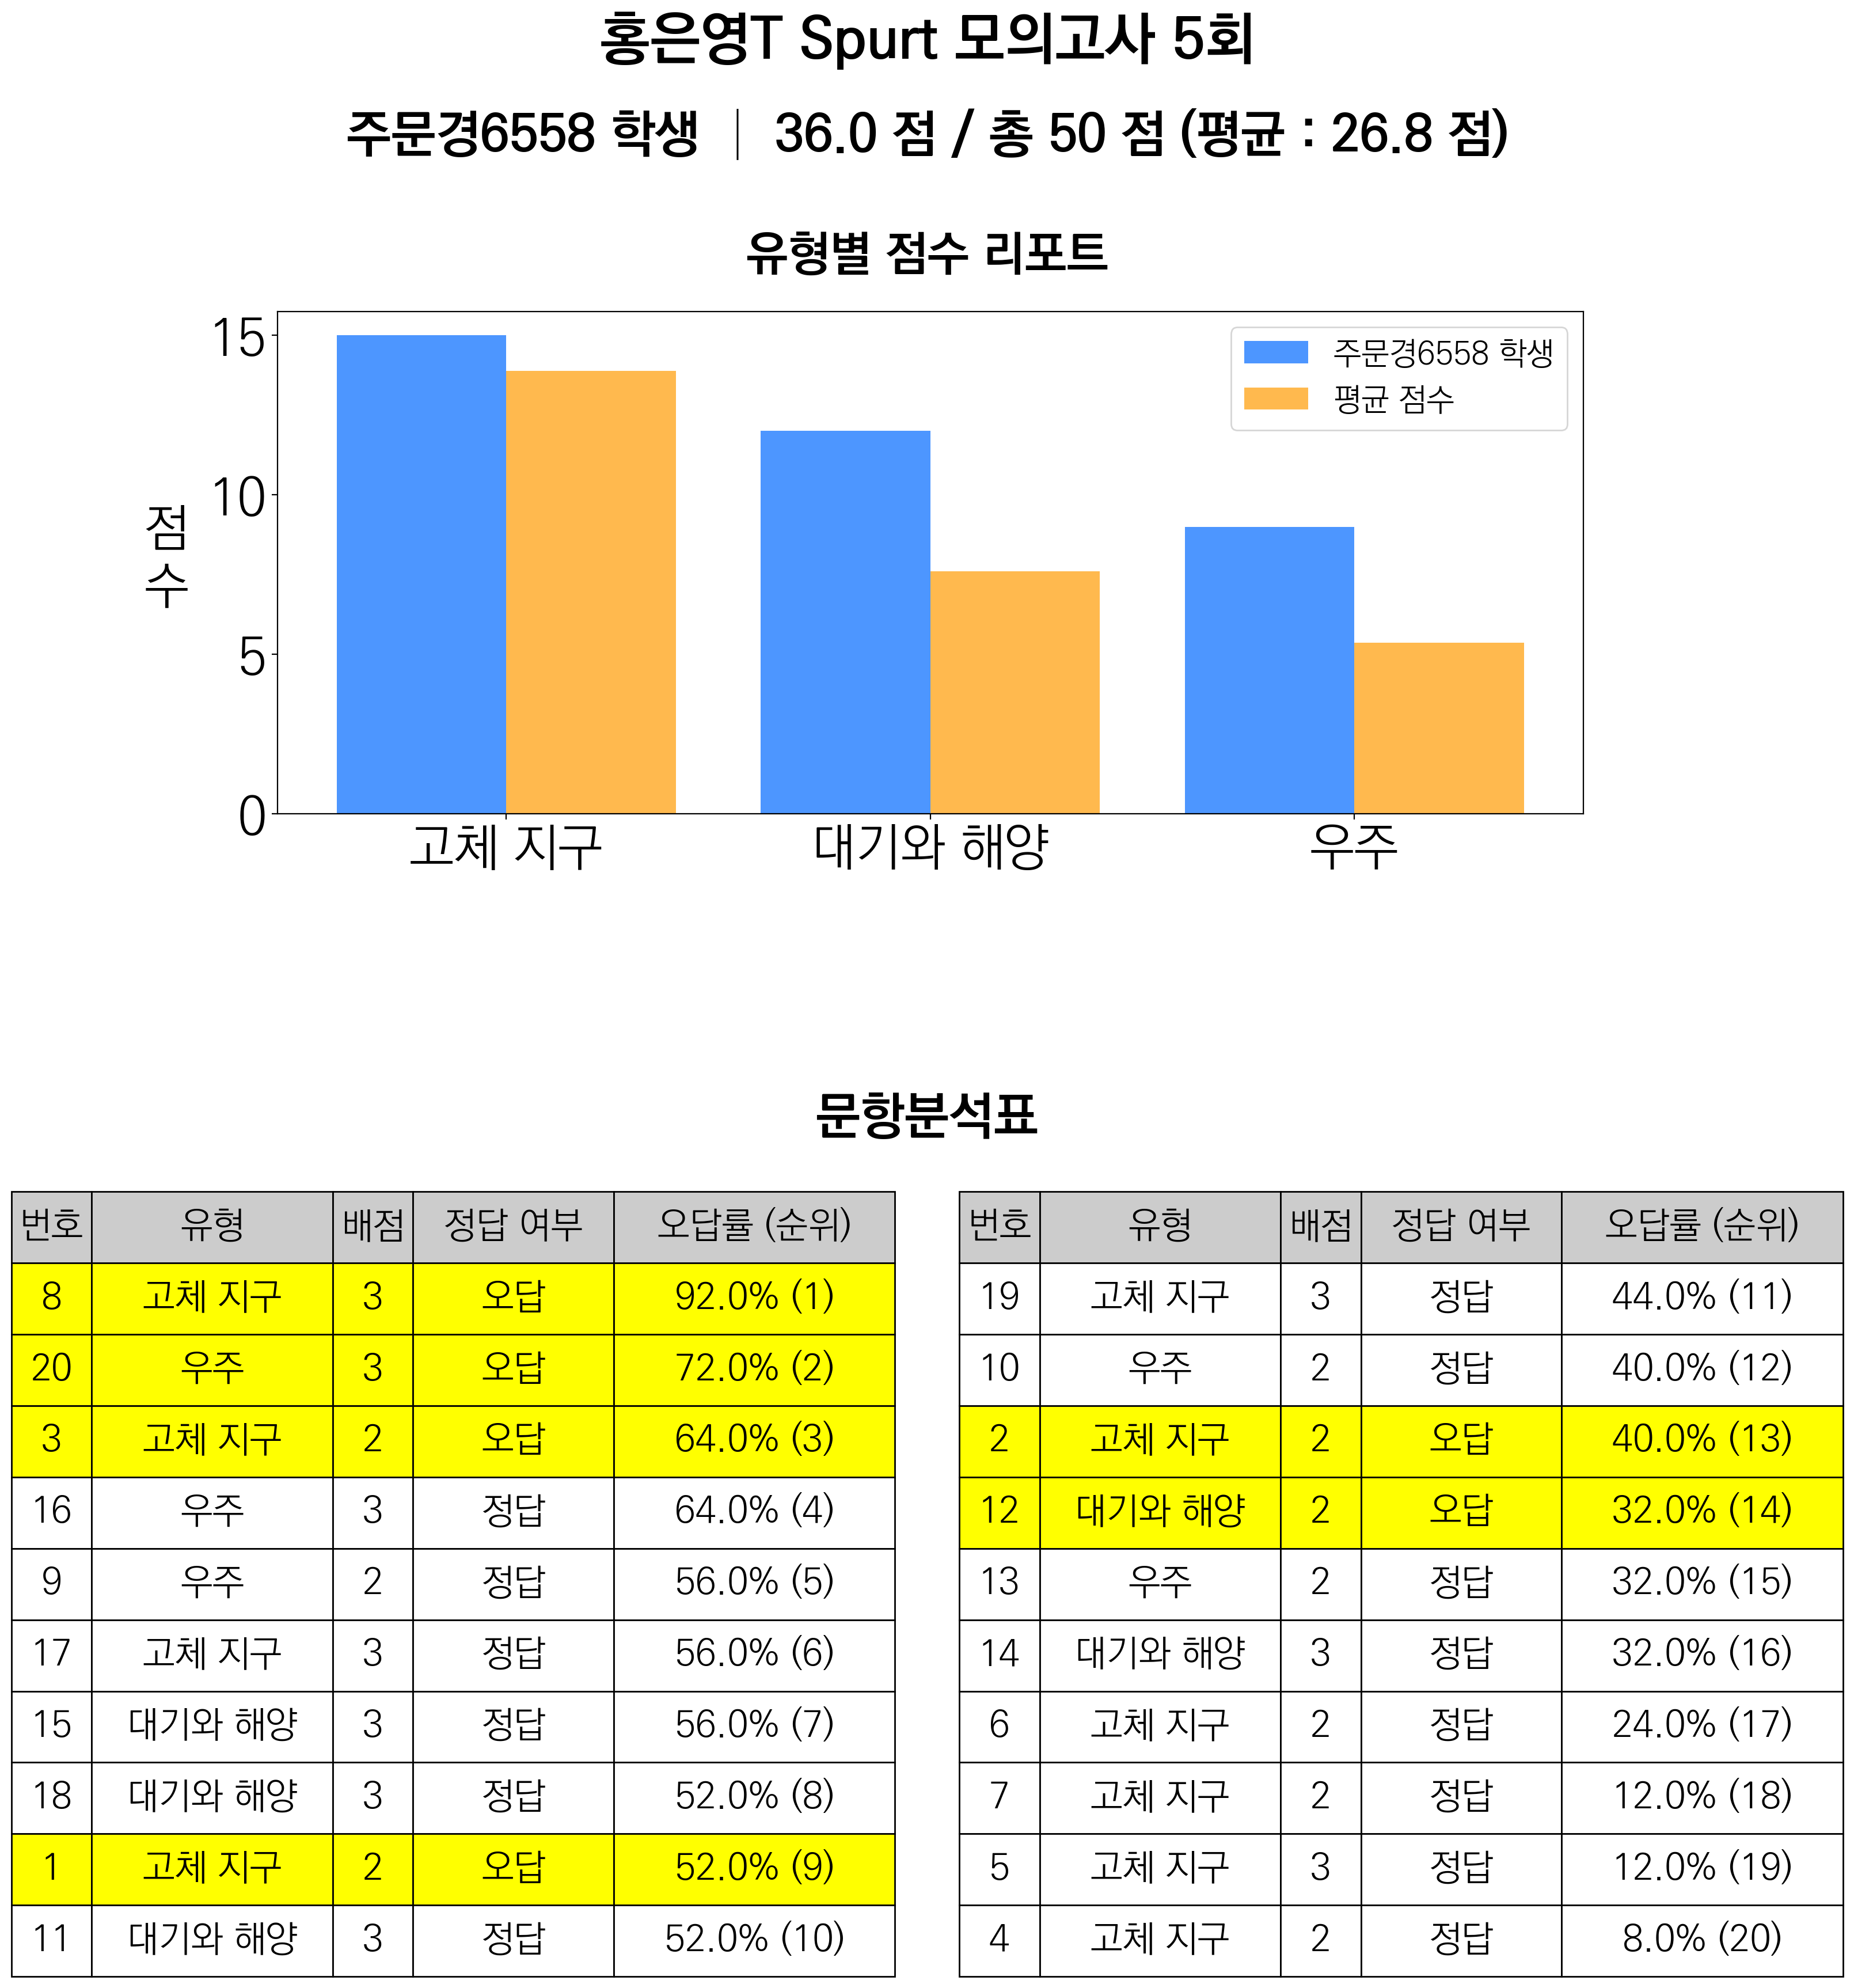 홍은영T Spurt 모의고사 5회
주문경6558 학생 | 36.0 점 / 총 50 점 (평균 : 26.8 점)
유형별 점수 리포트
15
10
5
0
점
수
주문경6558 학생
평균 점수
고체 지구 대기와 해양 우주
문항분석표
번호 유형 배점 정답 여부 오답률 (순위)
8 고체 지구 3 오답 92.0% (1)
20 우주 3 오답 72.0% (2)
3 고체 지구 2 오답 64.0% (3)
16 우주 3 정답 64.0% (4)
9 우주 2 정답 56.0% (5)
17 고체 지구 3 정답 56.0% (6)
15 대기와 해양 3 정답 56.0% (7)
18 대기와 해양 3 정답 52.0% (8)
1 고체 지구 2 오답 52.0% (9)
11 대기와 해양 3 정답 52.0% (10)
번호 유형 배점 정답 여부 오답률 (순위)
19 고체 지구 3 정답 44.0% (11)
10 우주 2 정답 40.0% (12)
2 고체 지구 2 오답 40.0% (13)
12 대기와 해양 2 오답 32.0% (14)
13 우주 2 정답 32.0% (15)
14 대기와 해양 3 정답 32.0% (16)
6 고체 지구 2 정답 24.0% (17)
7 고체 지구 2 정답 12.0% (18)
5 고체 지구 3 정답 12.0% (19)
4 고체 지구 2 정답 8.0% (20)